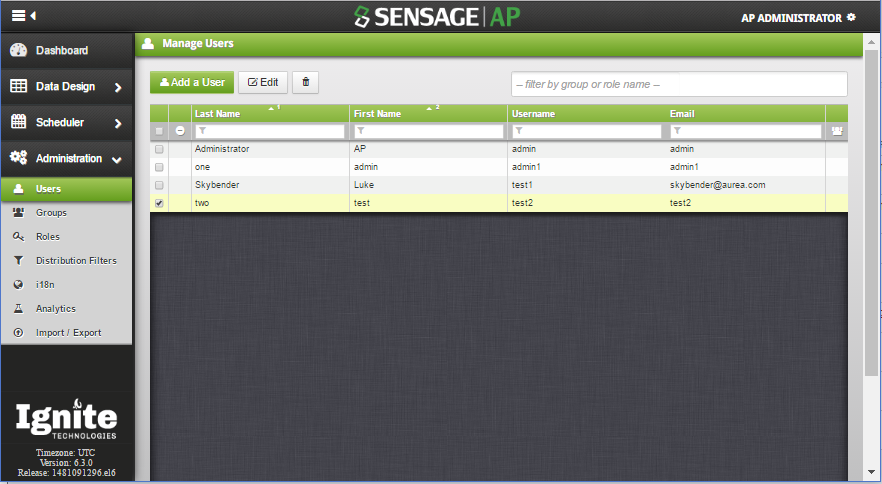 SENSAGE AP
AP ADMINISTRATOR
Dashboard
Data Design
Scheduler
Administration
Users
Groups
Roles
Distribution Filters
i18n
Analytics
Import / Export
Ignite
TECHNOLOGIES
Timezone: UTC
Version: 6.3.0
Release: 1481091296.el6
Manage Users
Add a User Edit
-- filter by group or role name --
Last Name 1 First Name 2 Username Email
Administrator AP admin admin
one admin admin1 admin1
Skybender Luke test1 skybender@aurea.com
two test test2 test2